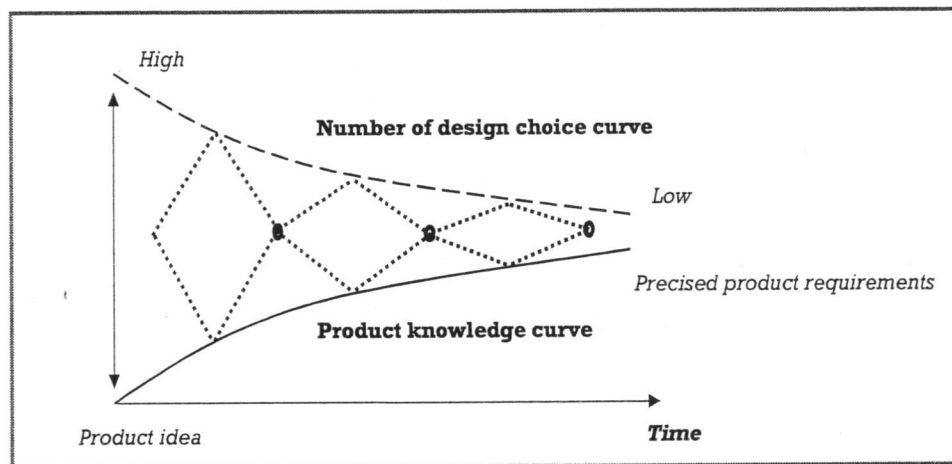 High
Number of design choice curve
Low
Precised product requirements
Product knowledge curve
Product idea
Time